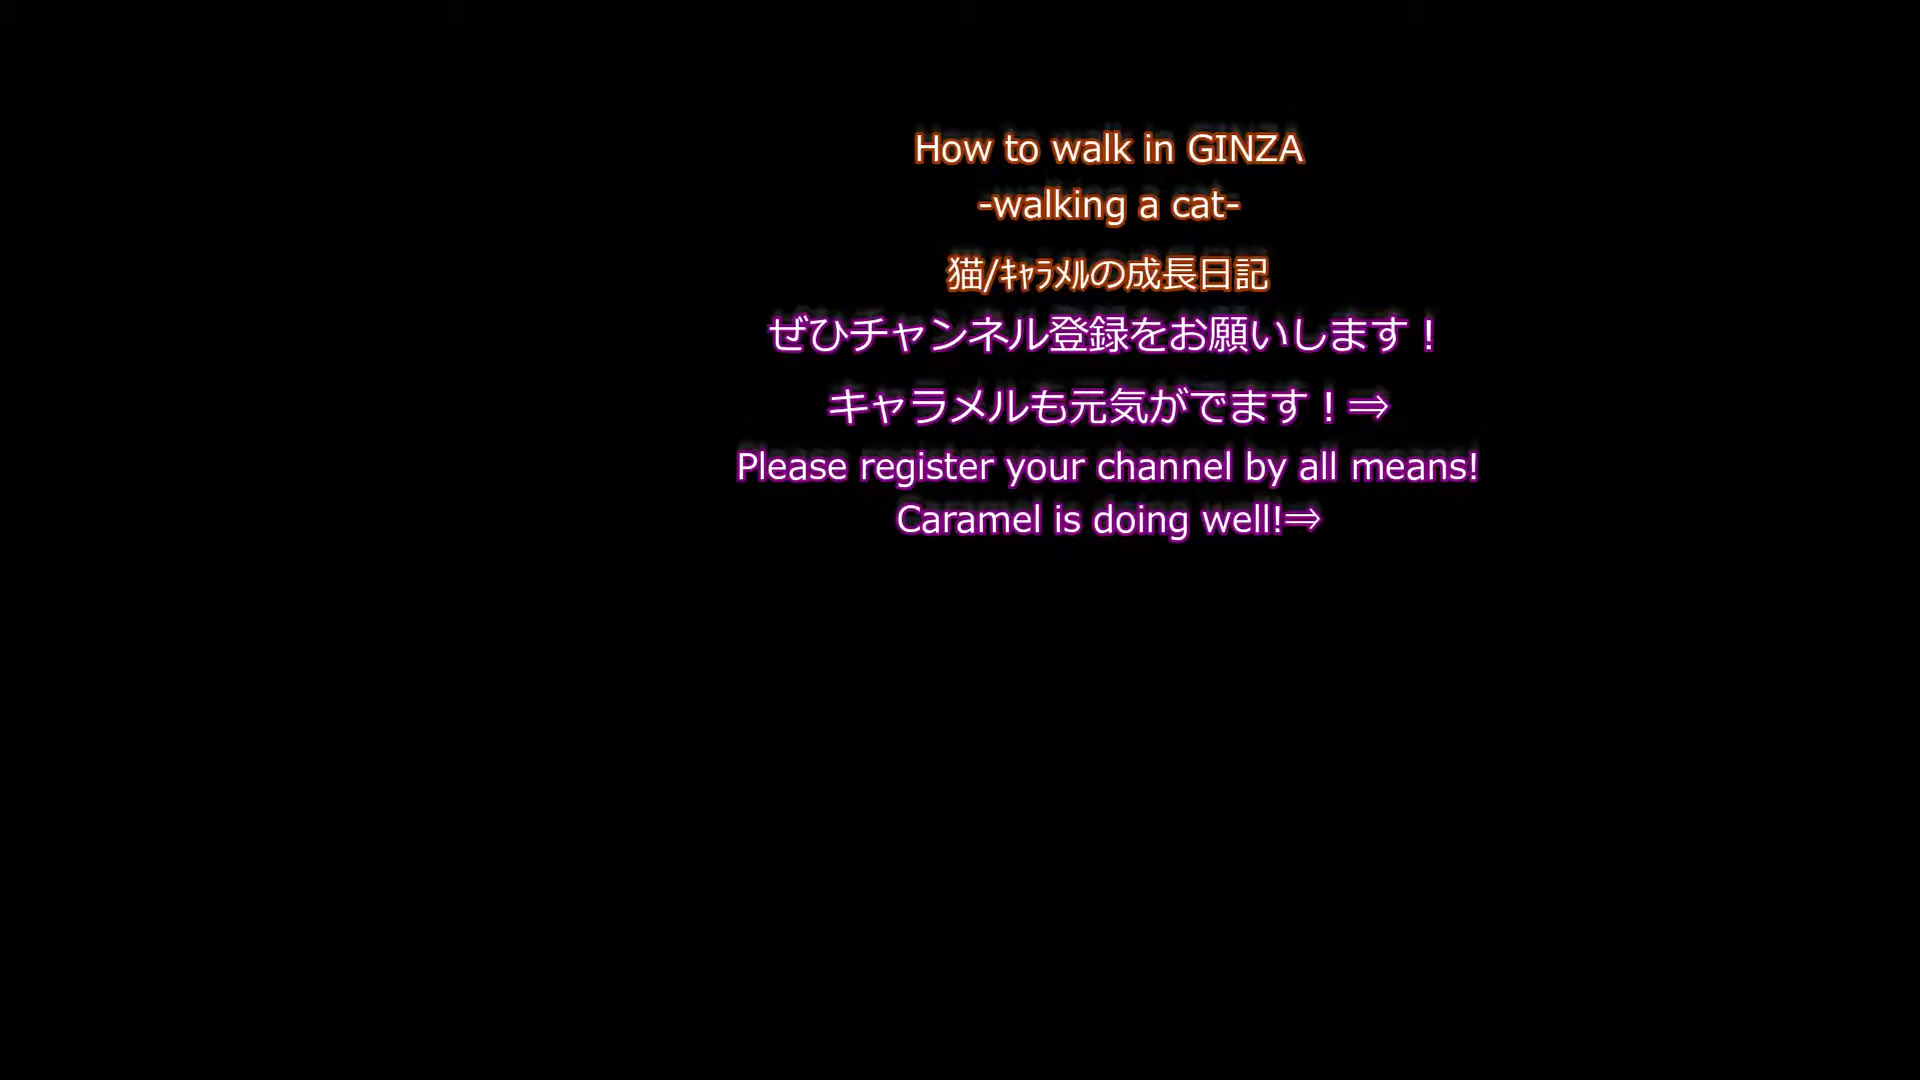 How to walk in GINZA
-walking a cat-
猫/ｷｬﾗﾒﾙの成長日記
ぜひチャンネル登録をお願いします！
キャラメルも元気がでます！⇒
Please register your channel by all means!
Caramel is doing well!⇒